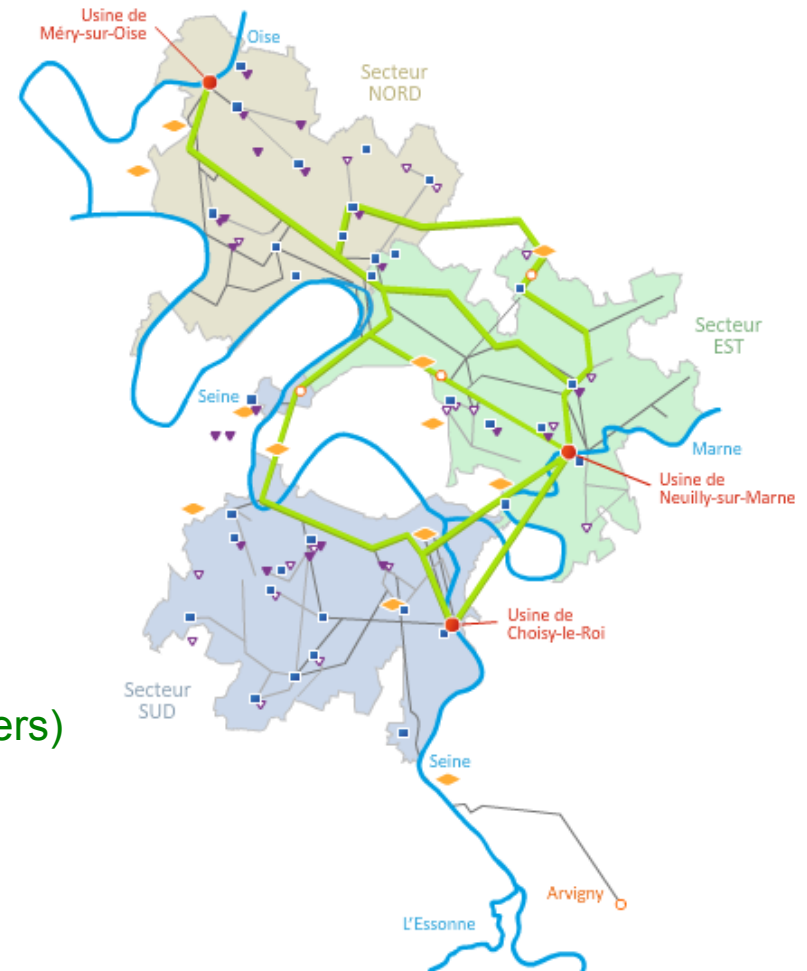 Usine de
Méry-sur-Oise
Oise
Secteur
NORD
Secteur
EST
Seine
Marne
Usine de
Neuilly-sur-Marne
Usine de
Choisy-le-Roi
Secteur
SUD
ers)
Seine
Arvigny
L'Essonne